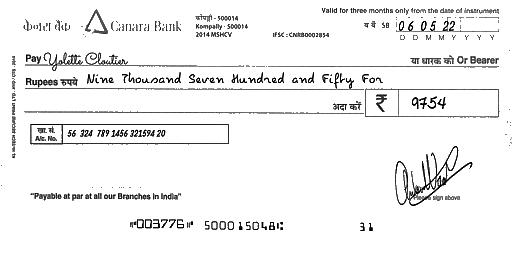 Valid for three months only from the date of instrument
केनरा बैंक Canara Bank
कोंपल्ली - 500014
Kompally - 500014
2014 MSHCV
IFSC : CNRB0002854
SB 06 05 22
D D M M Y Y Y Y
Pay Yolette Cloutier या धारक को Or Bearer
Rupees रुपये Nine Thousand Seven Hundred and Fifty For
अदा करें ₹ 9754
खा. सं.
A/c. No. 56 324 789 1456 321594 20
Please sign above
"Payable at par at all our Branches in India"
⑈003776⑈ 500015048⑆ 31